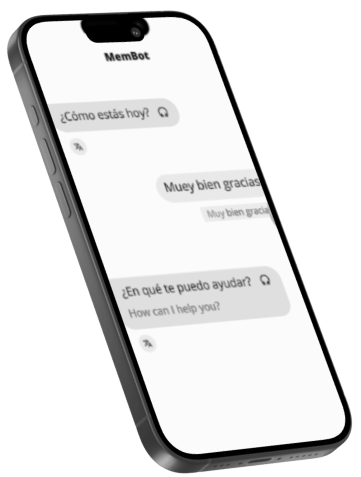 MemBot
¿Cómo estás hoy?
Muey bien gracias
Muy bien gracia
¿En qué te puedo ayudar?
How can I help you?